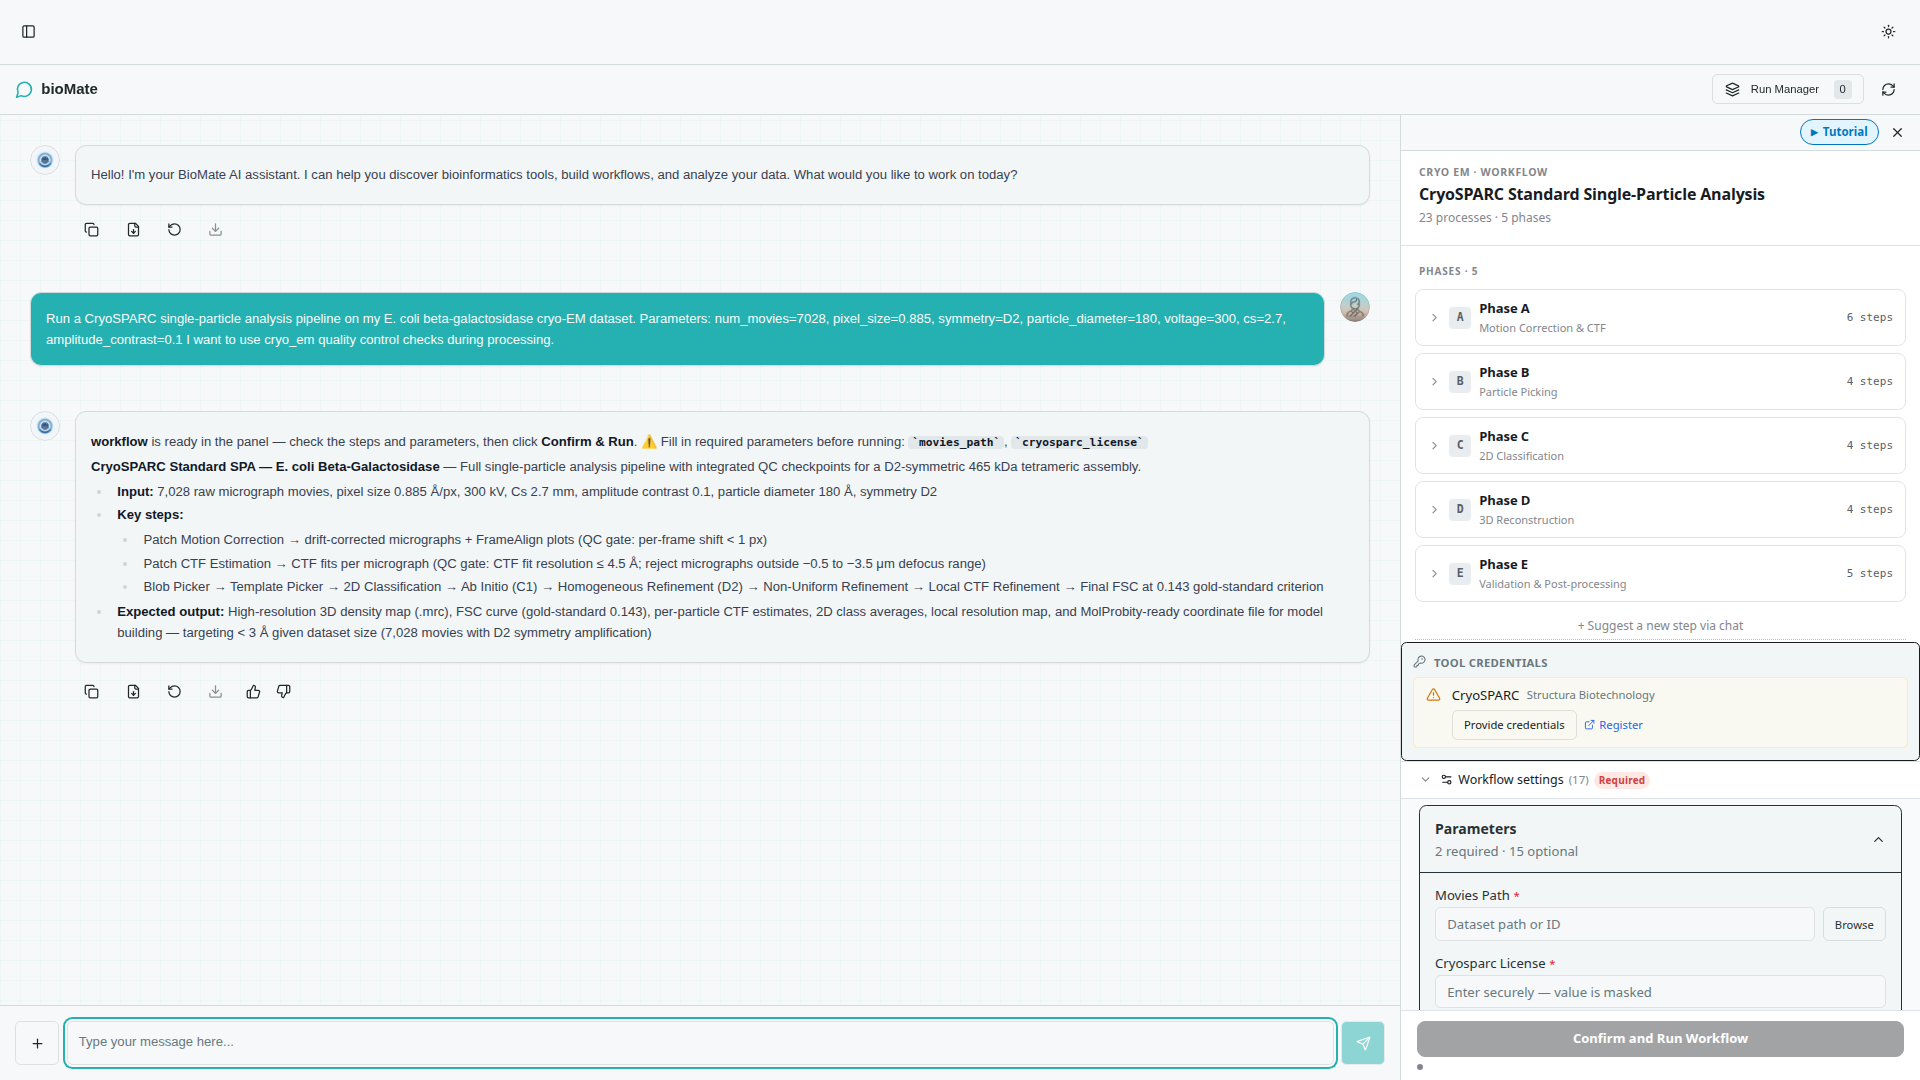 bioMate
Run Manager 0
Hello! I'm your BioMate AI assistant. I can help you discover bioinformatics tools, build workflows, and analyze your data. What would you like to work on today?
Run a CryoSPARC single-particle analysis pipeline on my E. coli beta-galactosidase cryo-EM dataset. Parameters: num_movies=7028, pixel_size=0.885, symmetry=D2, particle_diameter=180, voltage=300, cs=2.7,
amplitude_contrast=0.1 I want to use cryo_em quality control checks during processing.
workflow is ready in the panel — check the steps and parameters, then click Confirm & Run. ⚠️ Fill in required parameters before running: `movies_path`, `cryosparc_license`
CryoSPARC Standard SPA — E. coli Beta-Galactosidase — Full single-particle analysis pipeline with integrated QC checkpoints for a D2-symmetric 465 kDa tetrameric assembly.
Input: 7,028 raw micrograph movies, pixel size 0.885 Å/px, 300 kV, Cs 2.7 mm, amplitude contrast 0.1, particle diameter 180 Å, symmetry D2
Key steps:
Patch Motion Correction → drift-corrected micrographs + FrameAlign plots (QC gate: per-frame shift < 1 px)
Patch CTF Estimation → CTF fits per micrograph (QC gate: CTF fit resolution ≤ 4.5 Å; reject micrographs outside −0.5 to −3.5 μm defocus range)
Blob Picker → Template Picker → 2D Classification → Ab Initio (C1) → Homogeneous Refinement (D2) → Non-Uniform Refinement → Local CTF Refinement → Final FSC at 0.143 gold-standard criterion
Expected output: High-resolution 3D density map (.mrc), FSC curve (gold-standard 0.143), per-particle CTF estimates, 2D class averages, local resolution map, and MolProbity-ready coordinate file for model
building — targeting < 3 Å given dataset size (7,028 movies with D2 symmetry amplification)
Type your message here...
▶ Tutorial
CRYO EM · WORKFLOW
CryoSPARC Standard Single-Particle Analysis
23 processes · 5 phases
PHASES · 5
A Phase A 6 steps
Motion Correction & CTF
B Phase B 4 steps
Particle Picking
C Phase C 4 steps
2D Classification
D Phase D 4 steps
3D Reconstruction
E Phase E 5 steps
Validation & Post-processing
+ Suggest a new step via chat
TOOL CREDENTIALS
CryoSPARC Structura Biotechnology
Provide credentials Register
Workflow settings (17) Required
Parameters
2 required · 15 optional
Movies Path *
Dataset path or ID Browse
Cryosparc License *
Enter securely — value is masked
Confirm and Run Workflow